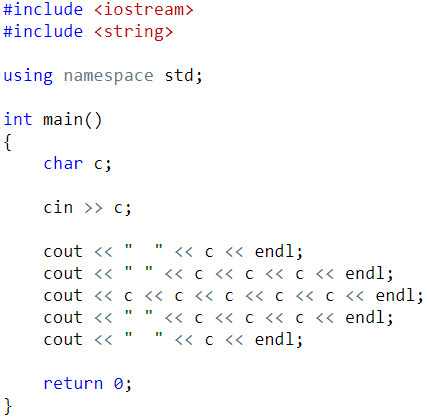 #include <iostream>
#include <string>

using namespace std;

int main()
{
    char c;

    cin >> c;

    cout << "  " << c << endl;
    cout << " " << c << c << c << endl;
    cout << c << c << c << c << c << endl;
    cout << " " << c << c << c << endl;
    cout << "  " << c << endl;

    return 0;
}